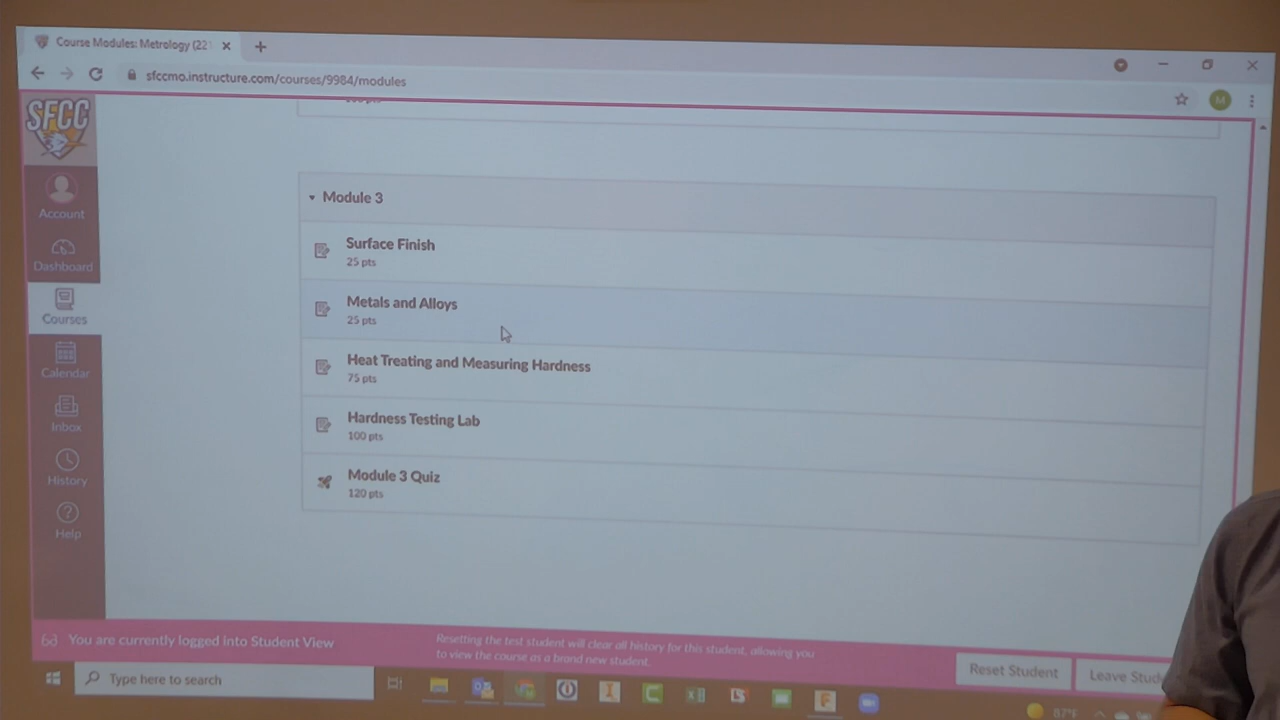 Course Modules: Metrology (221
sfccmo.instructure.com/courses/9984/modules
M
SFCC
Account
Dashboard
Courses
Calendar
Inbox
History
Help
Module 3
Surface Finish
25 pts
Metals and Alloys
25 pts
Heat Treating and Measuring Hardness
75 pts
Hardness Testing Lab
100 pts
Module 3 Quiz
120 pts
You are currently logged into Student View
Resetting the test student will clear all history for this student, allowing you
to view the course as a brand new student.
Reset Student
Leave Stud
Type here to search
87°F